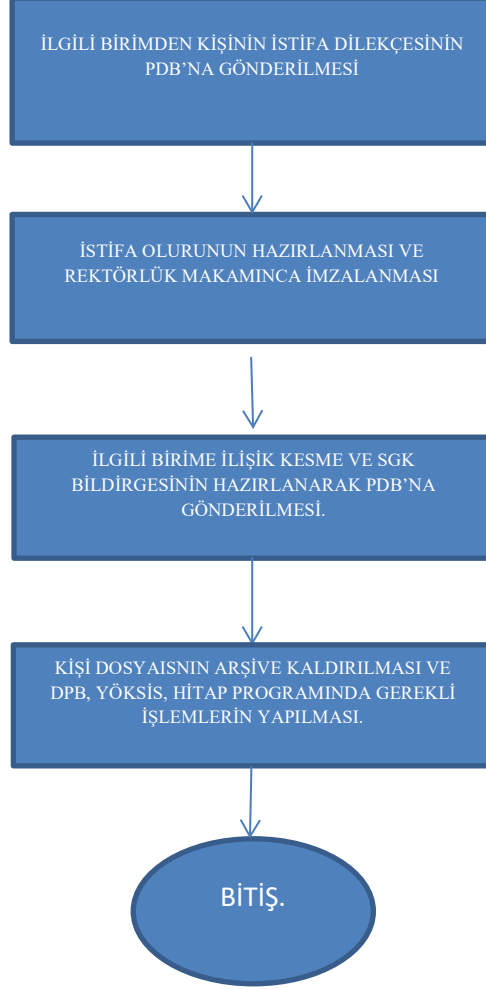 İLGİLİ BİRİMDEN KİŞİNİN İSTİFA DİLEKÇESİNİN
PDB’NA GÖNDERİLMESİ
İSTİFA OLURUNUN HAZIRLANMASI VE
REKTÖRLÜK MAKAMINCA İMZALANMASI
İLGİLİ BİRİME İLİŞİK KESME VE SGK
BİLDİRGESİNİN HAZIRLANARAK PDB’NA
GÖNDERİLMESİ.
KİŞİ DOSYAISNIN ARŞİVE KALDIRILMASI VE
DPB, YÖKSİS, HİTAP PROGRAMINDA GEREKLİ
İŞLEMLERİN YAPILMASI.
BİTİŞ.